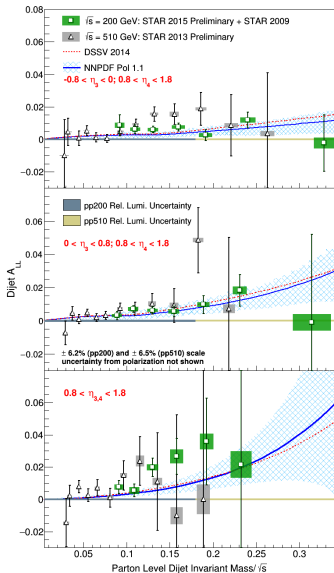 √s = 200 GeV: STAR 2015 Preliminary + STAR 2009
√s = 510 GeV: STAR 2013 Preliminary
DSSV 2014
NNPDF Pol 1.1
-0.8 < η3 < 0; 0.8 < η4 < 1.8
0.06
0.04
0.02
0
−0.02
pp200 Rel. Lumi. Uncertainty
pp510 Rel. Lumi. Uncertainty
0 < η3 < 0.8; 0.8 < η4 < 1.8
0.06
0.04
0.02
0
−0.02
Dijet ALL
± 6.2% (pp200) and ± 6.5% (pp510) scale
uncertainty from polarization not shown
0.8 < η3,4 < 1.8
0.06
0.04
0.02
0
−0.02
0.05 0.1 0.15 0.2 0.25 0.3
Parton Level Dijet Invariant Mass/√s